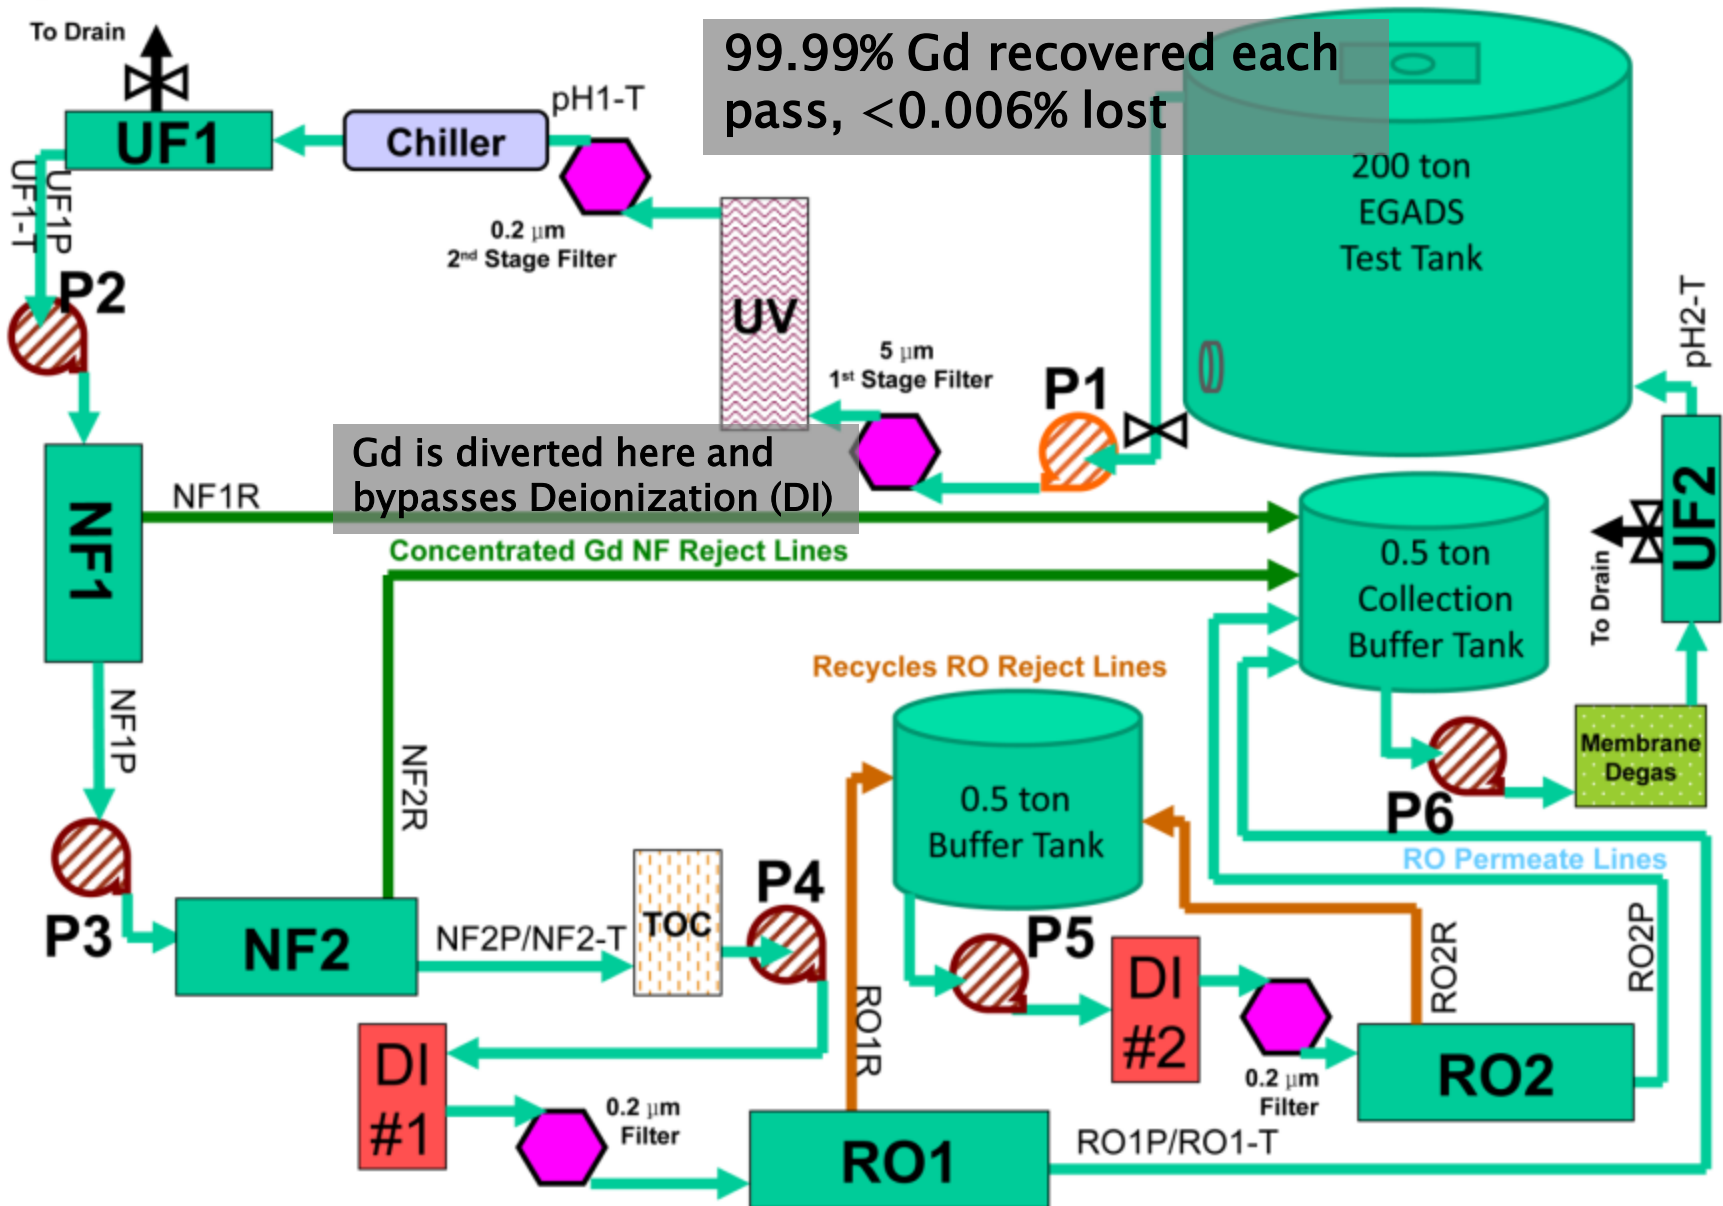 To Drain
99.99% Gd recovered each
pass, <0.006% lost
pH1-T
UF1
Chiller
200 ton
EGADS
Test Tank
UF1P
UF1-T
0.2 μm
2nd Stage Filter
P2
UV
pH2-T
5 μm
1st Stage Filter
P1
Gd is diverted here and
bypasses Deionization (DI)
NF1R
NF1
Concentrated Gd NF Reject Lines
0.5 ton
Collection
Buffer Tank
To Drain
UF2
Recycles RO Reject Lines
NF1P
NF2R
0.5 ton
Buffer Tank
Membrane
Degas
P6
RO Permeate Lines
P3
NF2
NF2P/NF2-T
TOC
P4
P5
RO1R
DI
#2
RO2R
RO2P
DI
#1
0.2 μm
Filter
RO1
RO1P/RO1-T
0.2 μm
Filter
RO2